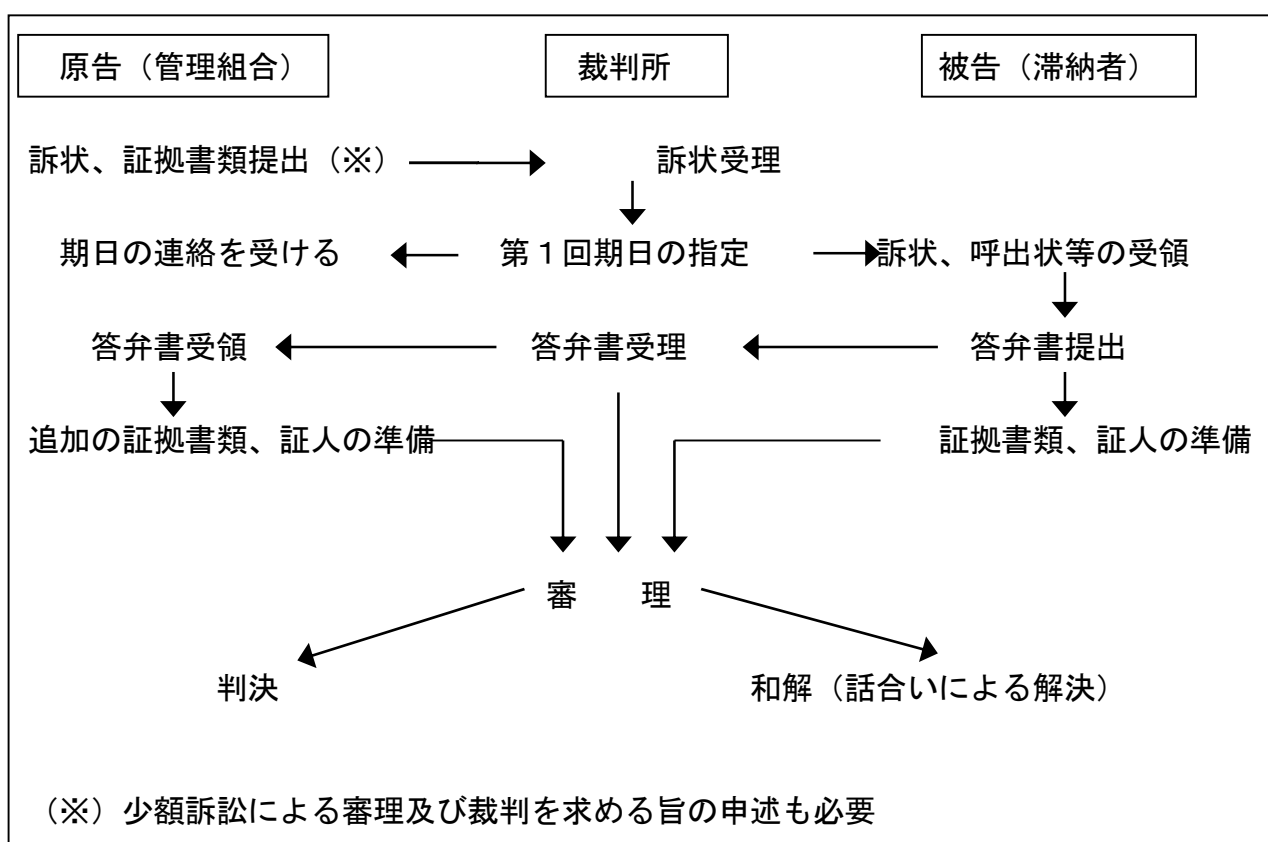 原告（管理組合）
裁判所
被告（滞納者）
訴状、証拠書類提出（※）
訴状受理
期日の連絡を受ける
第１回期日の指定
訴状、呼出状等の受領
答弁書受領
答弁書受理
答弁書提出
追加の証拠書類、証人の準備
証拠書類、証人の準備
審　理
判決
和解（話合いによる解決）
（※）少額訴訟による審理及び裁判を求める旨の申述も必要